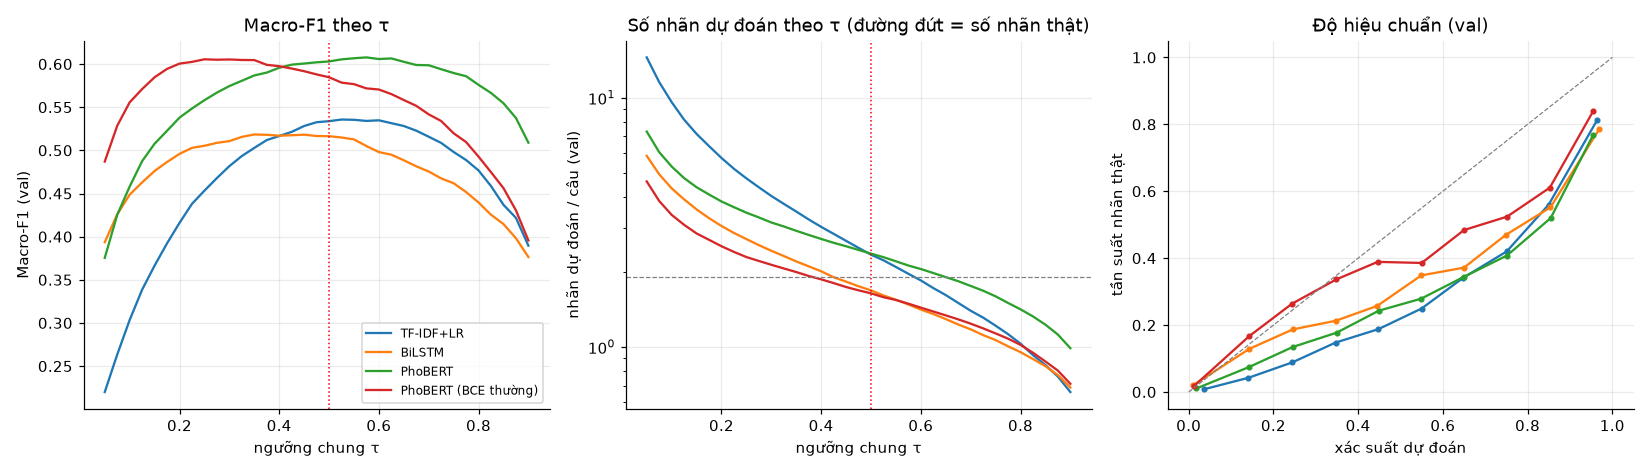 Macro-F1 theo τ
Macro-F1 (val)
0.60
0.55
0.50
0.45
0.40
0.35
0.30
0.25
0.2
0.4
0.6
0.8
ngưỡng chung τ
TF-IDF+LR
BiLSTM
PhoBERT
PhoBERT (BCE thường)
Số nhãn dự đoán theo τ (đường đứt = số nhãn thật)
nhãn dự đoán / câu (val)
10¹
10⁰
0.2
0.4
0.6
0.8
ngưỡng chung τ
Độ hiệu chuẩn (val)
tần suất nhãn thật
1.0
0.8
0.6
0.4
0.2
0.0
0.0
0.2
0.4
0.6
0.8
1.0
xác suất dự đoán